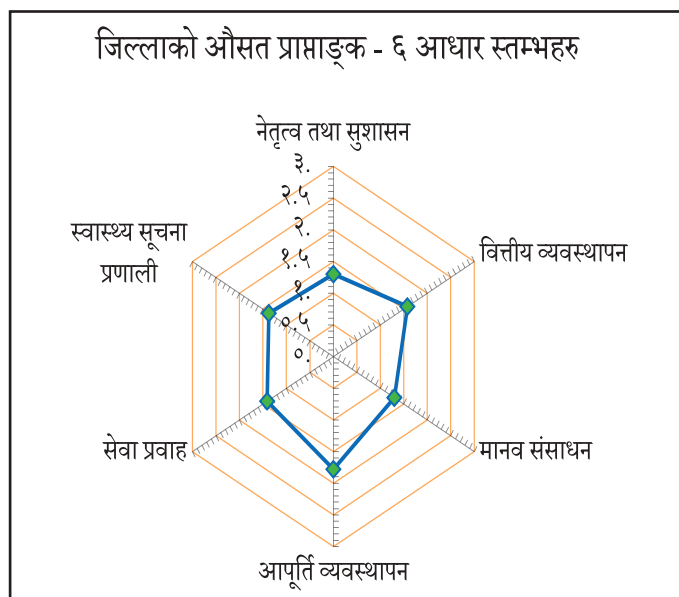 जिल्लाको औसत प्राप्ताङ्क - ६ आधार स्तम्भहरु
नेतृत्व तथा सुशासन
३.
२.५
२.
१.५
१.
०.५
०.
वित्तीय व्यवस्थापन
मानव संसाधन
आपूर्ति व्यवस्थापन
सेवा प्रवाह
स्वास्थ्य सूचना
प्रणाली